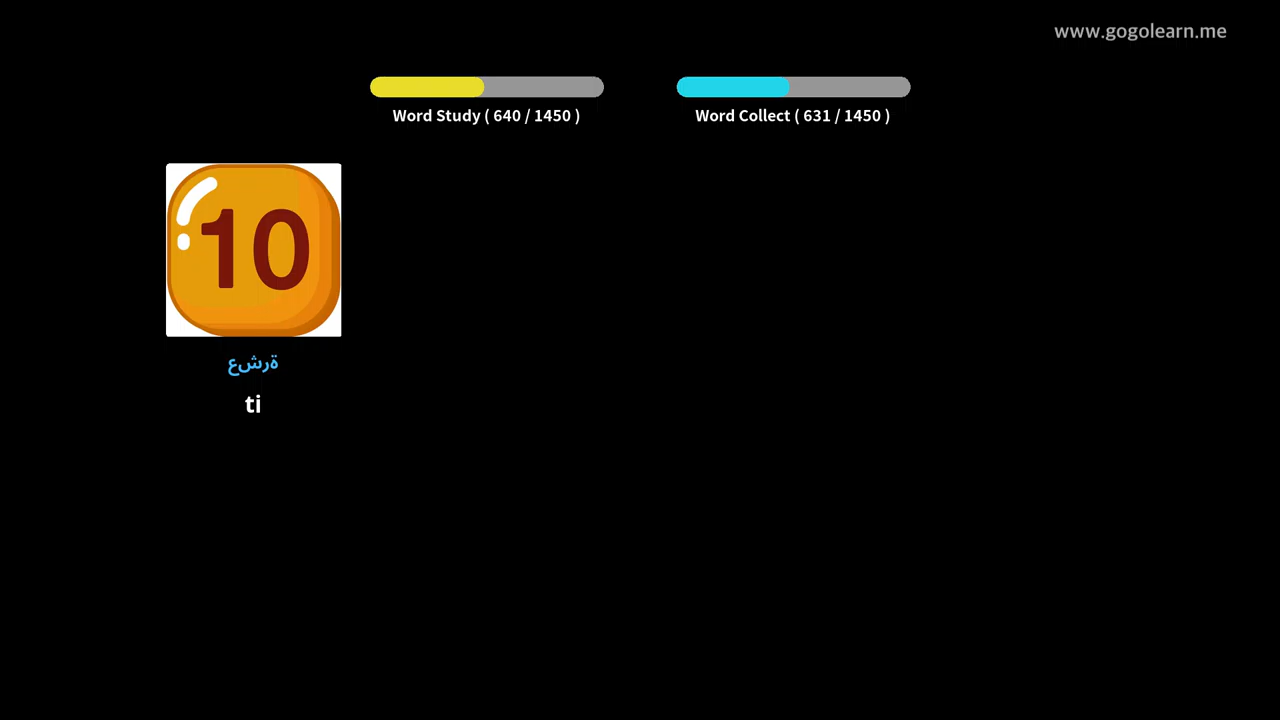 www.gogolearn.me
Word Study ( 640 / 1450 )
Word Collect ( 631 / 1450 )
10
ةرشع
ti